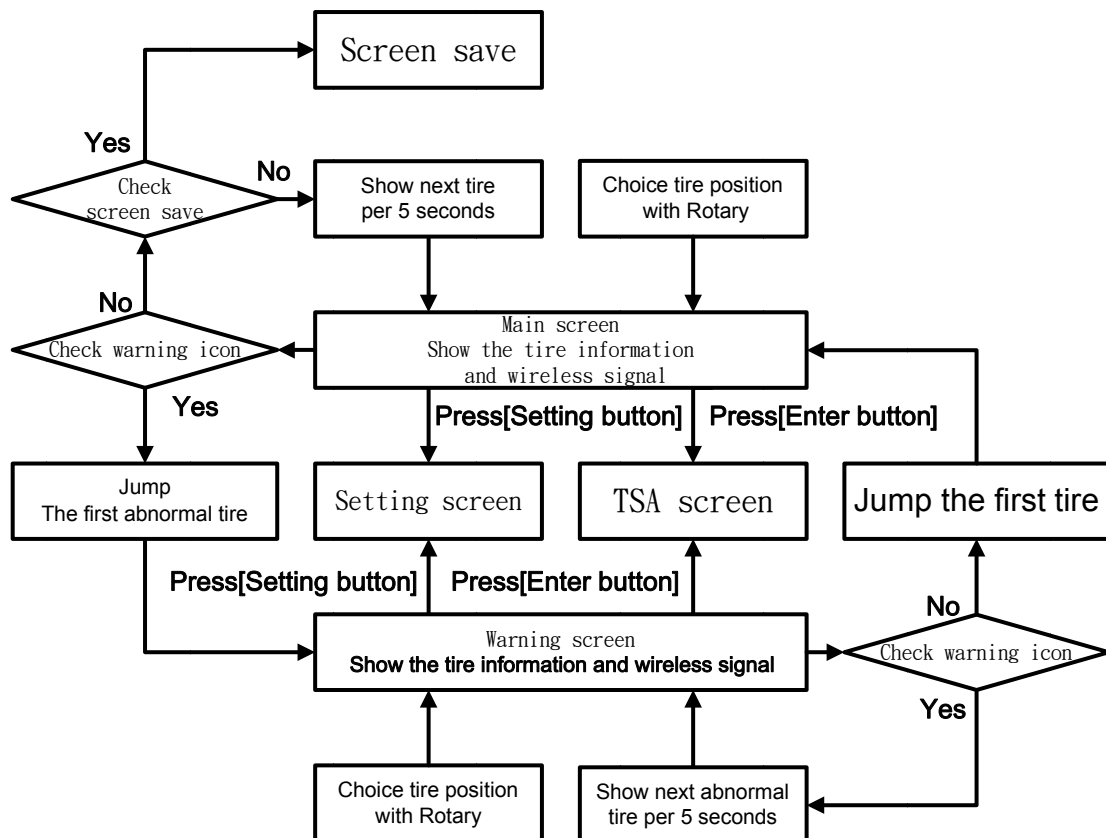 Screen save
Yes
No
Check
screen save
Show next tire
per 5 seconds
Choice tire position
with Rotary
No
Check warning icon
Main screen
Show the tire information
and wireless signal
Yes
Press[Setting button]
Press[Enter button]
Jump
The first abnormal tire
Setting screen
TSA screen
Jump the first tire
Press[Setting button]
Press[Enter button]
No
Warning screen
Show the tire information and wireless signal
Check warning icon
Yes
Choice tire position
with Rotary
Show next abnormal
tire per 5 seconds